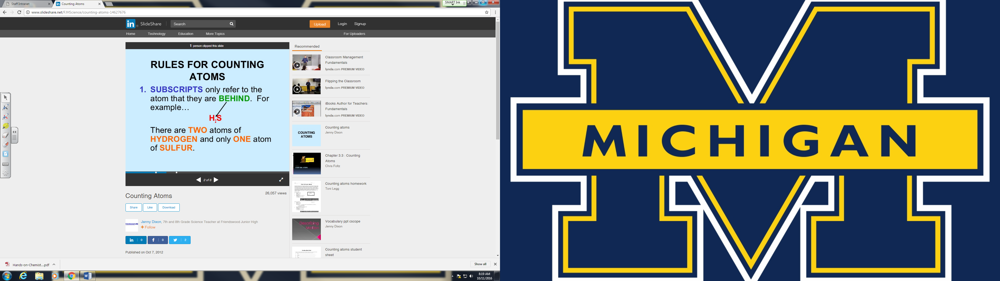 Staff Intranet
Counting Atoms
SMART Ink
www.slideshare.net/FJHScience/counting-atoms-14627676
in SlideShare
Search
Upload
Login
Signup
Home
Technology
Education
More Topics
For Uploaders
1 person clipped this slide
RULES FOR COUNTING
ATOMS
1. SUBSCRIPTS only refer to the
atom that they are BEHIND. For
example…
H₂S
There are TWO atoms of
HYDROGEN and only ONE atom
of SULFUR.
2 of 8
Counting Atoms
26,057 views
Share
Like
Download
Jenny Dixon, 7th and 8th Grade Science Teacher at Friendswood Junior High
+ Follow
in 0
f 0
2
Published on Oct 7, 2012
Recommended
Classroom Management
Fundamentals
lynda.com PREMIUM VIDEO
Flipping the Classroom
lynda.com PREMIUM VIDEO
iBooks Author for Teachers:
Fundamentals
lynda.com PREMIUM VIDEO
Geology
COUNTING
ATOMS
Counting atoms
Jenny Dixon
COUNTING ATOMS
Chapter 3.3 : Counting
Atoms
Chris Foltz
Counting atoms homework
Toni Legg
Vocabulary ppt cscope
Jenny Dixon
Counting atoms student
sheet
Hands-on-Chemist....pdf
Show all
8:19 AM
10/11/2016
MICHIGAN